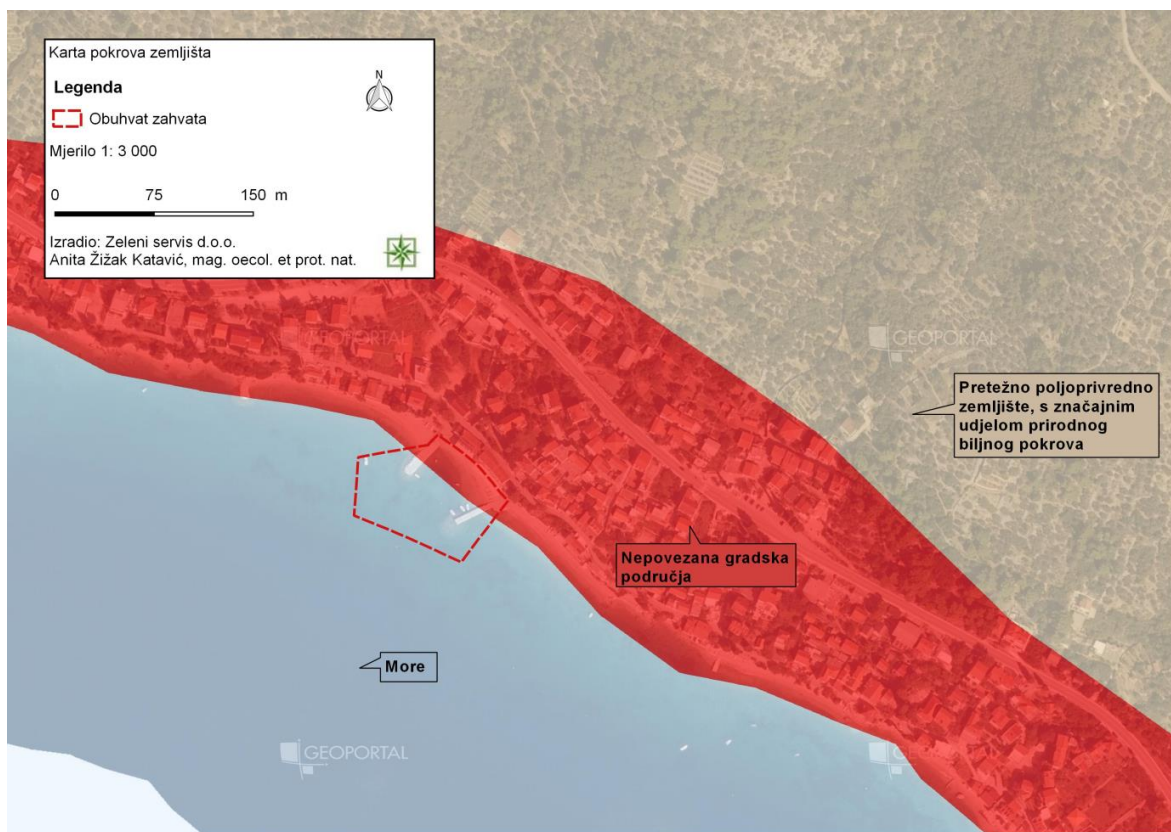 Karta pokrova zemljišta
Legenda
N
Obuhvat zahvata
Mjerilo 1: 3 000
0 75 150 m
Izradio: Zeleni servis d.o.o.
Anita Žižak Katavić, mag. oecol. et prot. nat.
GEOPORTAL
GEOPORTAL
Pretežno poljoprivredno
zemljište, s značajnim
udjelom prirodnog
biljnog pokrova
Nepovezana gradska
područja
More
GEOPORTAL
GEOPORTAL